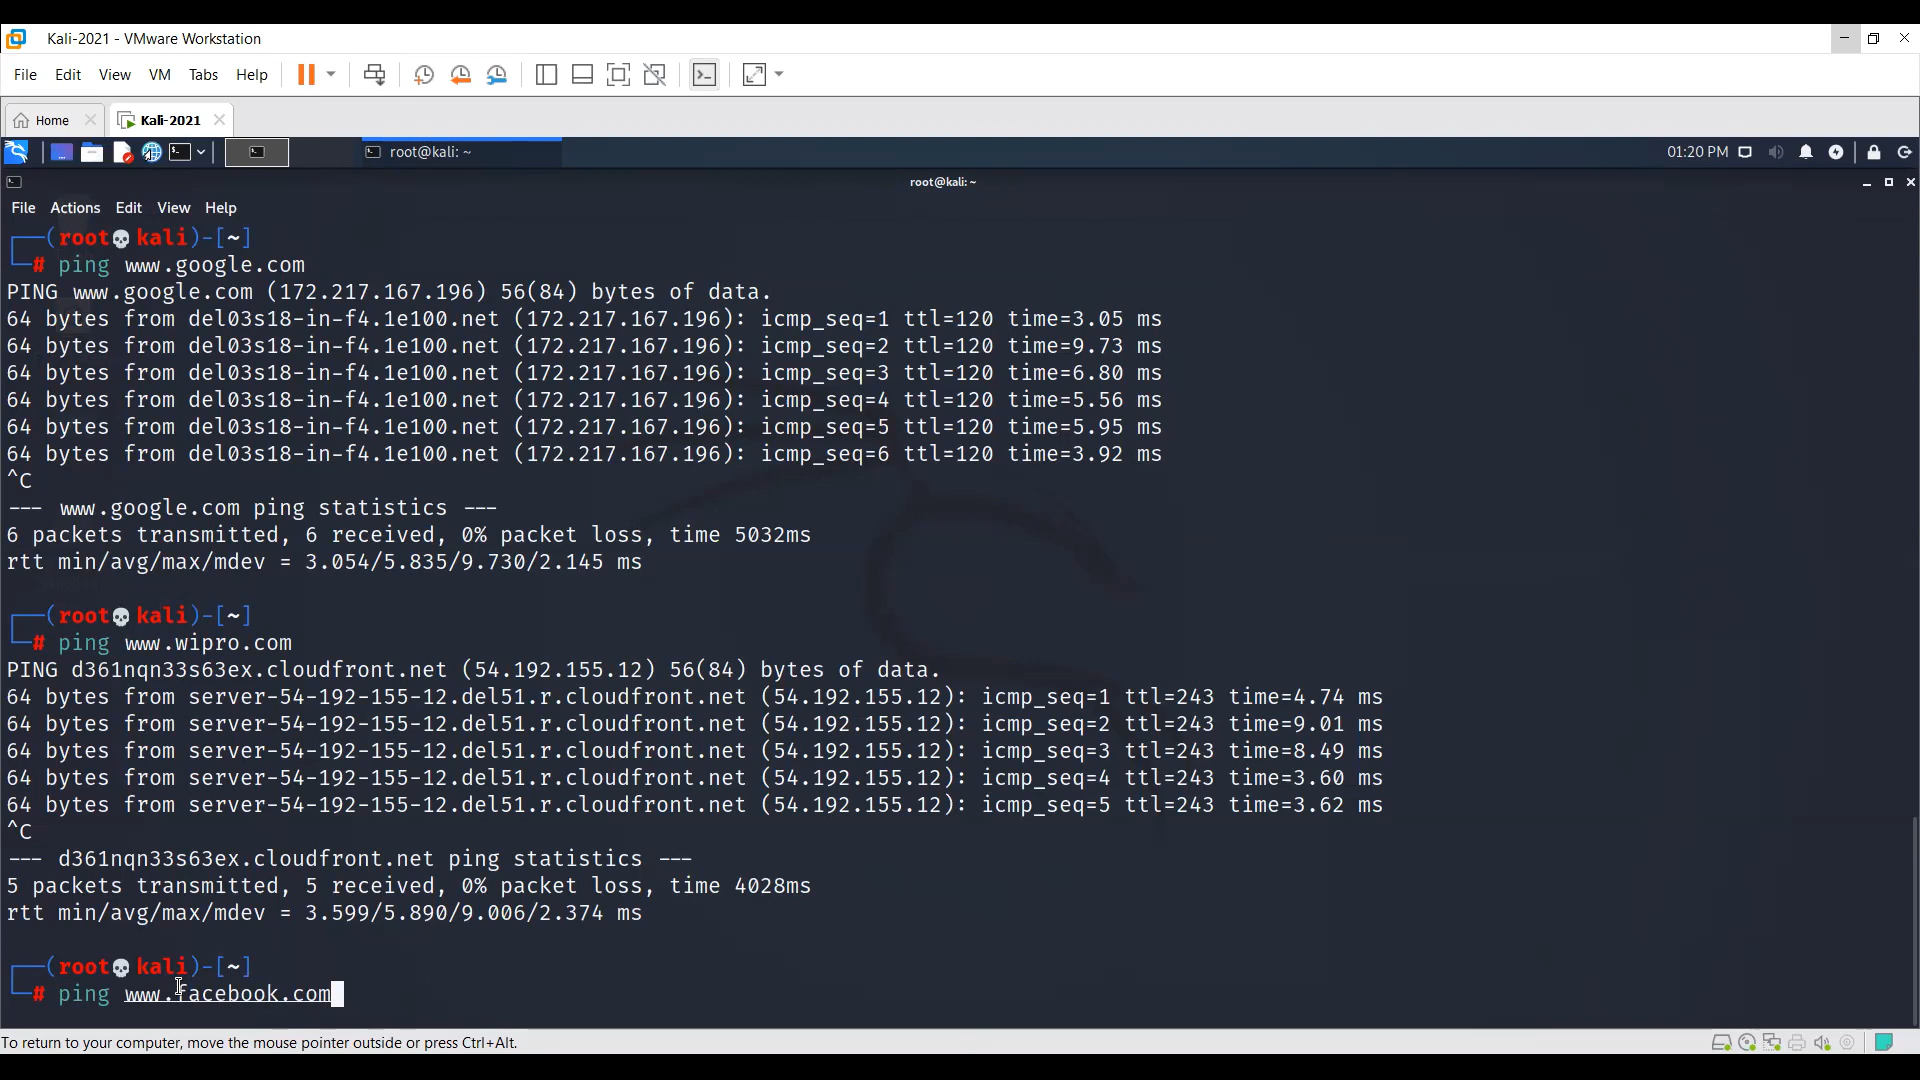 Kali-2021 - VMware Workstation
File Edit View VM Tabs Help
Home Kali-2021
root@kali: ~ 01:20 PM
root@kali: ~
File Actions Edit View Help
(root💀kali)-[~]
# ping www.google.com
PING www.google.com (172.217.167.196) 56(84) bytes of data.
64 bytes from del03s18-in-f4.1e100.net (172.217.167.196): icmp_seq=1 ttl=120 time=3.05 ms
64 bytes from del03s18-in-f4.1e100.net (172.217.167.196): icmp_seq=2 ttl=120 time=9.73 ms
64 bytes from del03s18-in-f4.1e100.net (172.217.167.196): icmp_seq=3 ttl=120 time=6.80 ms
64 bytes from del03s18-in-f4.1e100.net (172.217.167.196): icmp_seq=4 ttl=120 time=5.56 ms
64 bytes from del03s18-in-f4.1e100.net (172.217.167.196): icmp_seq=5 ttl=120 time=5.95 ms
64 bytes from del03s18-in-f4.1e100.net (172.217.167.196): icmp_seq=6 ttl=120 time=3.92 ms
^C
--- www.google.com ping statistics ---
6 packets transmitted, 6 received, 0% packet loss, time 5032ms
rtt min/avg/max/mdev = 3.054/5.835/9.730/2.145 ms
(root💀kali)-[~]
# ping www.wipro.com
PING d361nqn33s63ex.cloudfront.net (54.192.155.12) 56(84) bytes of data.
64 bytes from server-54-192-155-12.del51.r.cloudfront.net (54.192.155.12): icmp_seq=1 ttl=243 time=4.74 ms
64 bytes from server-54-192-155-12.del51.r.cloudfront.net (54.192.155.12): icmp_seq=2 ttl=243 time=9.01 ms
64 bytes from server-54-192-155-12.del51.r.cloudfront.net (54.192.155.12): icmp_seq=3 ttl=243 time=8.49 ms
64 bytes from server-54-192-155-12.del51.r.cloudfront.net (54.192.155.12): icmp_seq=4 ttl=243 time=3.60 ms
64 bytes from server-54-192-155-12.del51.r.cloudfront.net (54.192.155.12): icmp_seq=5 ttl=243 time=3.62 ms
^C
--- d361nqn33s63ex.cloudfront.net ping statistics ---
5 packets transmitted, 5 received, 0% packet loss, time 4028ms
rtt min/avg/max/mdev = 3.599/5.890/9.006/2.374 ms
(root💀kali)-[~]
# ping www.facebook.com
To return to your computer, move the mouse pointer outside or press Ctrl+Alt.